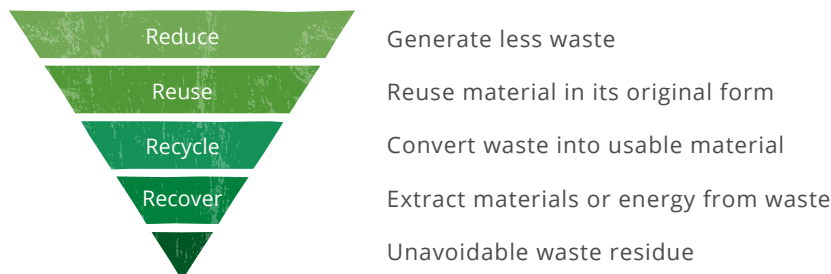 Reduce
Generate less waste
Reuse
Reuse material in its original form
Recycle
Convert waste into usable material
Recover
Extract materials or energy from waste
Unavoidable waste residue